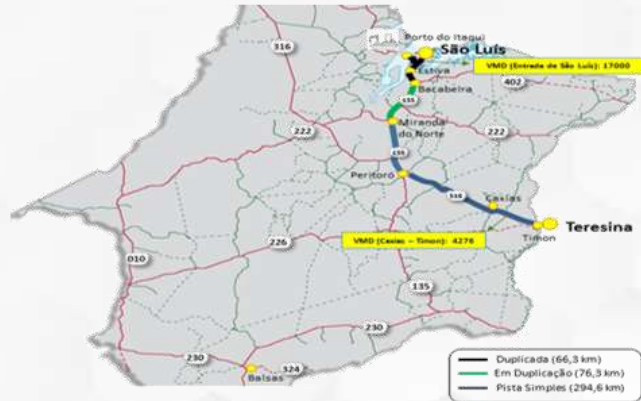 316
Porto do Itaqui
São Luís
VMD (Entrada de São Luís): 17000
Estiva
402
Bacabeira
135
Miranda
do Norte
222
222
135
Peritoró
316
Caxias
Teresina
Timon
226
VMD (Caxias – Timon): 4278
010
135
230
230
324
Balsas
Duplicada (66,3 km)
Em Duplicação (76,3 km)
Pista Simples (294,6 km)